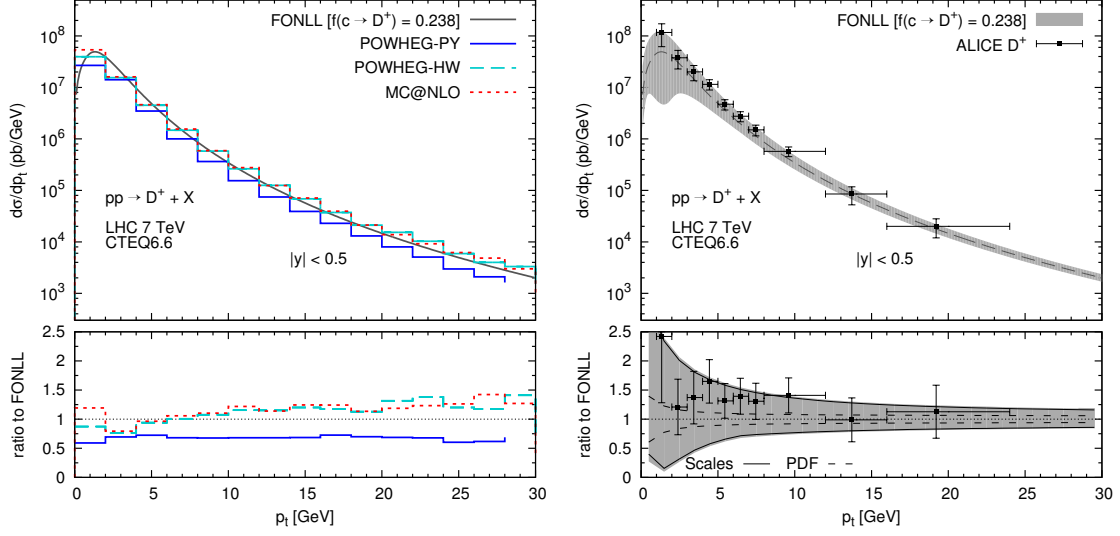 FONLL [f(c → D⁺) = 0.238]
POWHEG-PY
POWHEG-HW
MC@NLO
10⁸
10⁷
10⁶
10⁵
10⁴
10³
dσ/dpₜ (pb/GeV)
pp → D⁺ + X
LHC 7 TeV
CTEQ6.6
|y| < 0.5
2.5
2
1.5
1
0.5
0
ratio to FONLL
0 5 10 15 20 25 30
pₜ [GeV]
FONLL [f(c → D⁺) = 0.238]
ALICE D⁺
10⁸
10⁷
10⁶
10⁵
10⁴
10³
dσ/dpₜ (pb/GeV)
pp → D⁺ + X
LHC 7 TeV
CTEQ6.6
|y| < 0.5
2.5
2
1.5
1
0.5
0
ratio to FONLL
Scales PDF
0 5 10 15 20 25 30
pₜ [GeV]